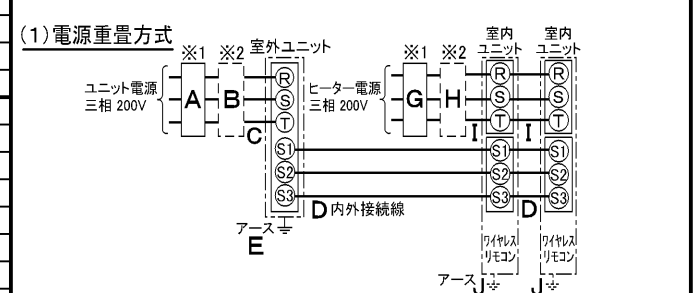 (1)電源重畳方式
※1 ※2 室外ユニット
ユニット電源
三相 200V
A B
C
R
S
T
S1
S2
S3
アース
E
D 内外接続線
※1 ※2
ヒーター電源
三相 200V
G H
I I
室内
ユニット
室内
ユニット
R R
S S
T T
S1 S1
S2 S2
S3 S3
D
ワイヤレス
リモコン
ワイヤレス
リモコン
アース J J